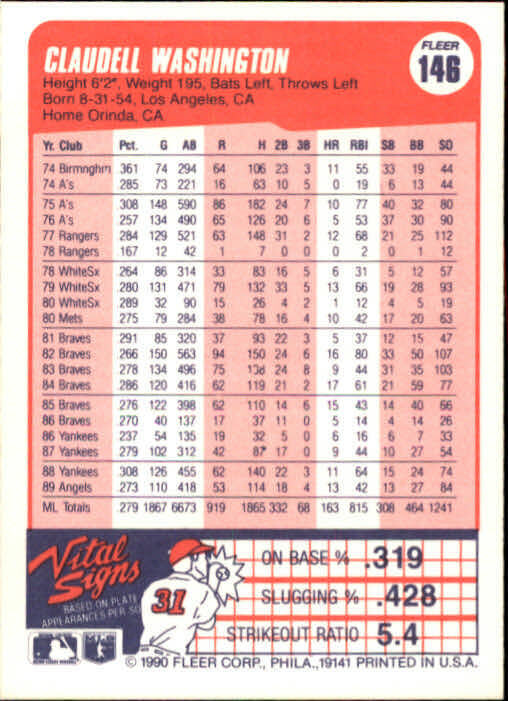 CLAUDELL WASHINGTON
FLEER
146
Height 6'2", Weight 195, Bats Left, Throws Left
Born 8-31-54, Los Angeles, CA
Home Orinda, CA
Yr. Club Pct. G AB R H 2B 3B HR RBI SB BB SO
74 Birmnghm .361 74 294 64 106 23 3 11 55 33 19 44
74 A's .285 73 221 16 63 10 5 0 19 6 13 44
75 A's .308 148 590 86 182 24 7 10 77 40 32 80
76 A's .257 134 490 65 126 20 6 5 53 37 30 90
77 Rangers .284 129 521 63 148 31 2 12 68 21 25 112
78 Rangers .167 12 42 1 7 0 0 0 2 0 1 12
78 WhiteSx .264 86 314 33 83 16 5 6 31 5 12 57
79 WhiteSx .280 131 471 79 132 33 5 13 66 19 28 93
80 WhiteSx .289 32 90 15 26 4 2 1 12 4 5 19
80 Mets .275 79 284 38 78 16 4 10 42 17 20 63
81 Braves .291 85 320 37 93 22 3 5 37 12 15 47
82 Braves .266 150 563 94 150 24 6 16 80 33 50 107
83 Braves .278 134 496 75 138 24 8 9 44 31 35 103
84 Braves .286 120 416 62 119 21 2 17 61 21 59 77
85 Braves .276 122 398 62 110 14 6 15 43 14 40 66
86 Braves .270 40 137 17 37 11 0 5 14 4 14 26
86 Yankees .237 54 135 19 32 5 0 6 16 6 7 33
87 Yankees .279 102 312 42 87 17 0 9 44 10 27 54
88 Yankees .308 126 455 62 140 22 3 11 64 15 24 74
89 Angels .273 110 418 53 114 18 4 13 42 13 27 84
ML Totals .279 1867 6673 919 1865 332 68 163 815 308 464 1241
Vital
Signs
BASED ON PLATE
APPEARANCES PER SO
31
ON BASE % .319
SLUGGING % .428
STRIKEOUT RATIO 5.4
© 1990 FLEER CORP., PHILA., 19141 PRINTED IN U.S.A.